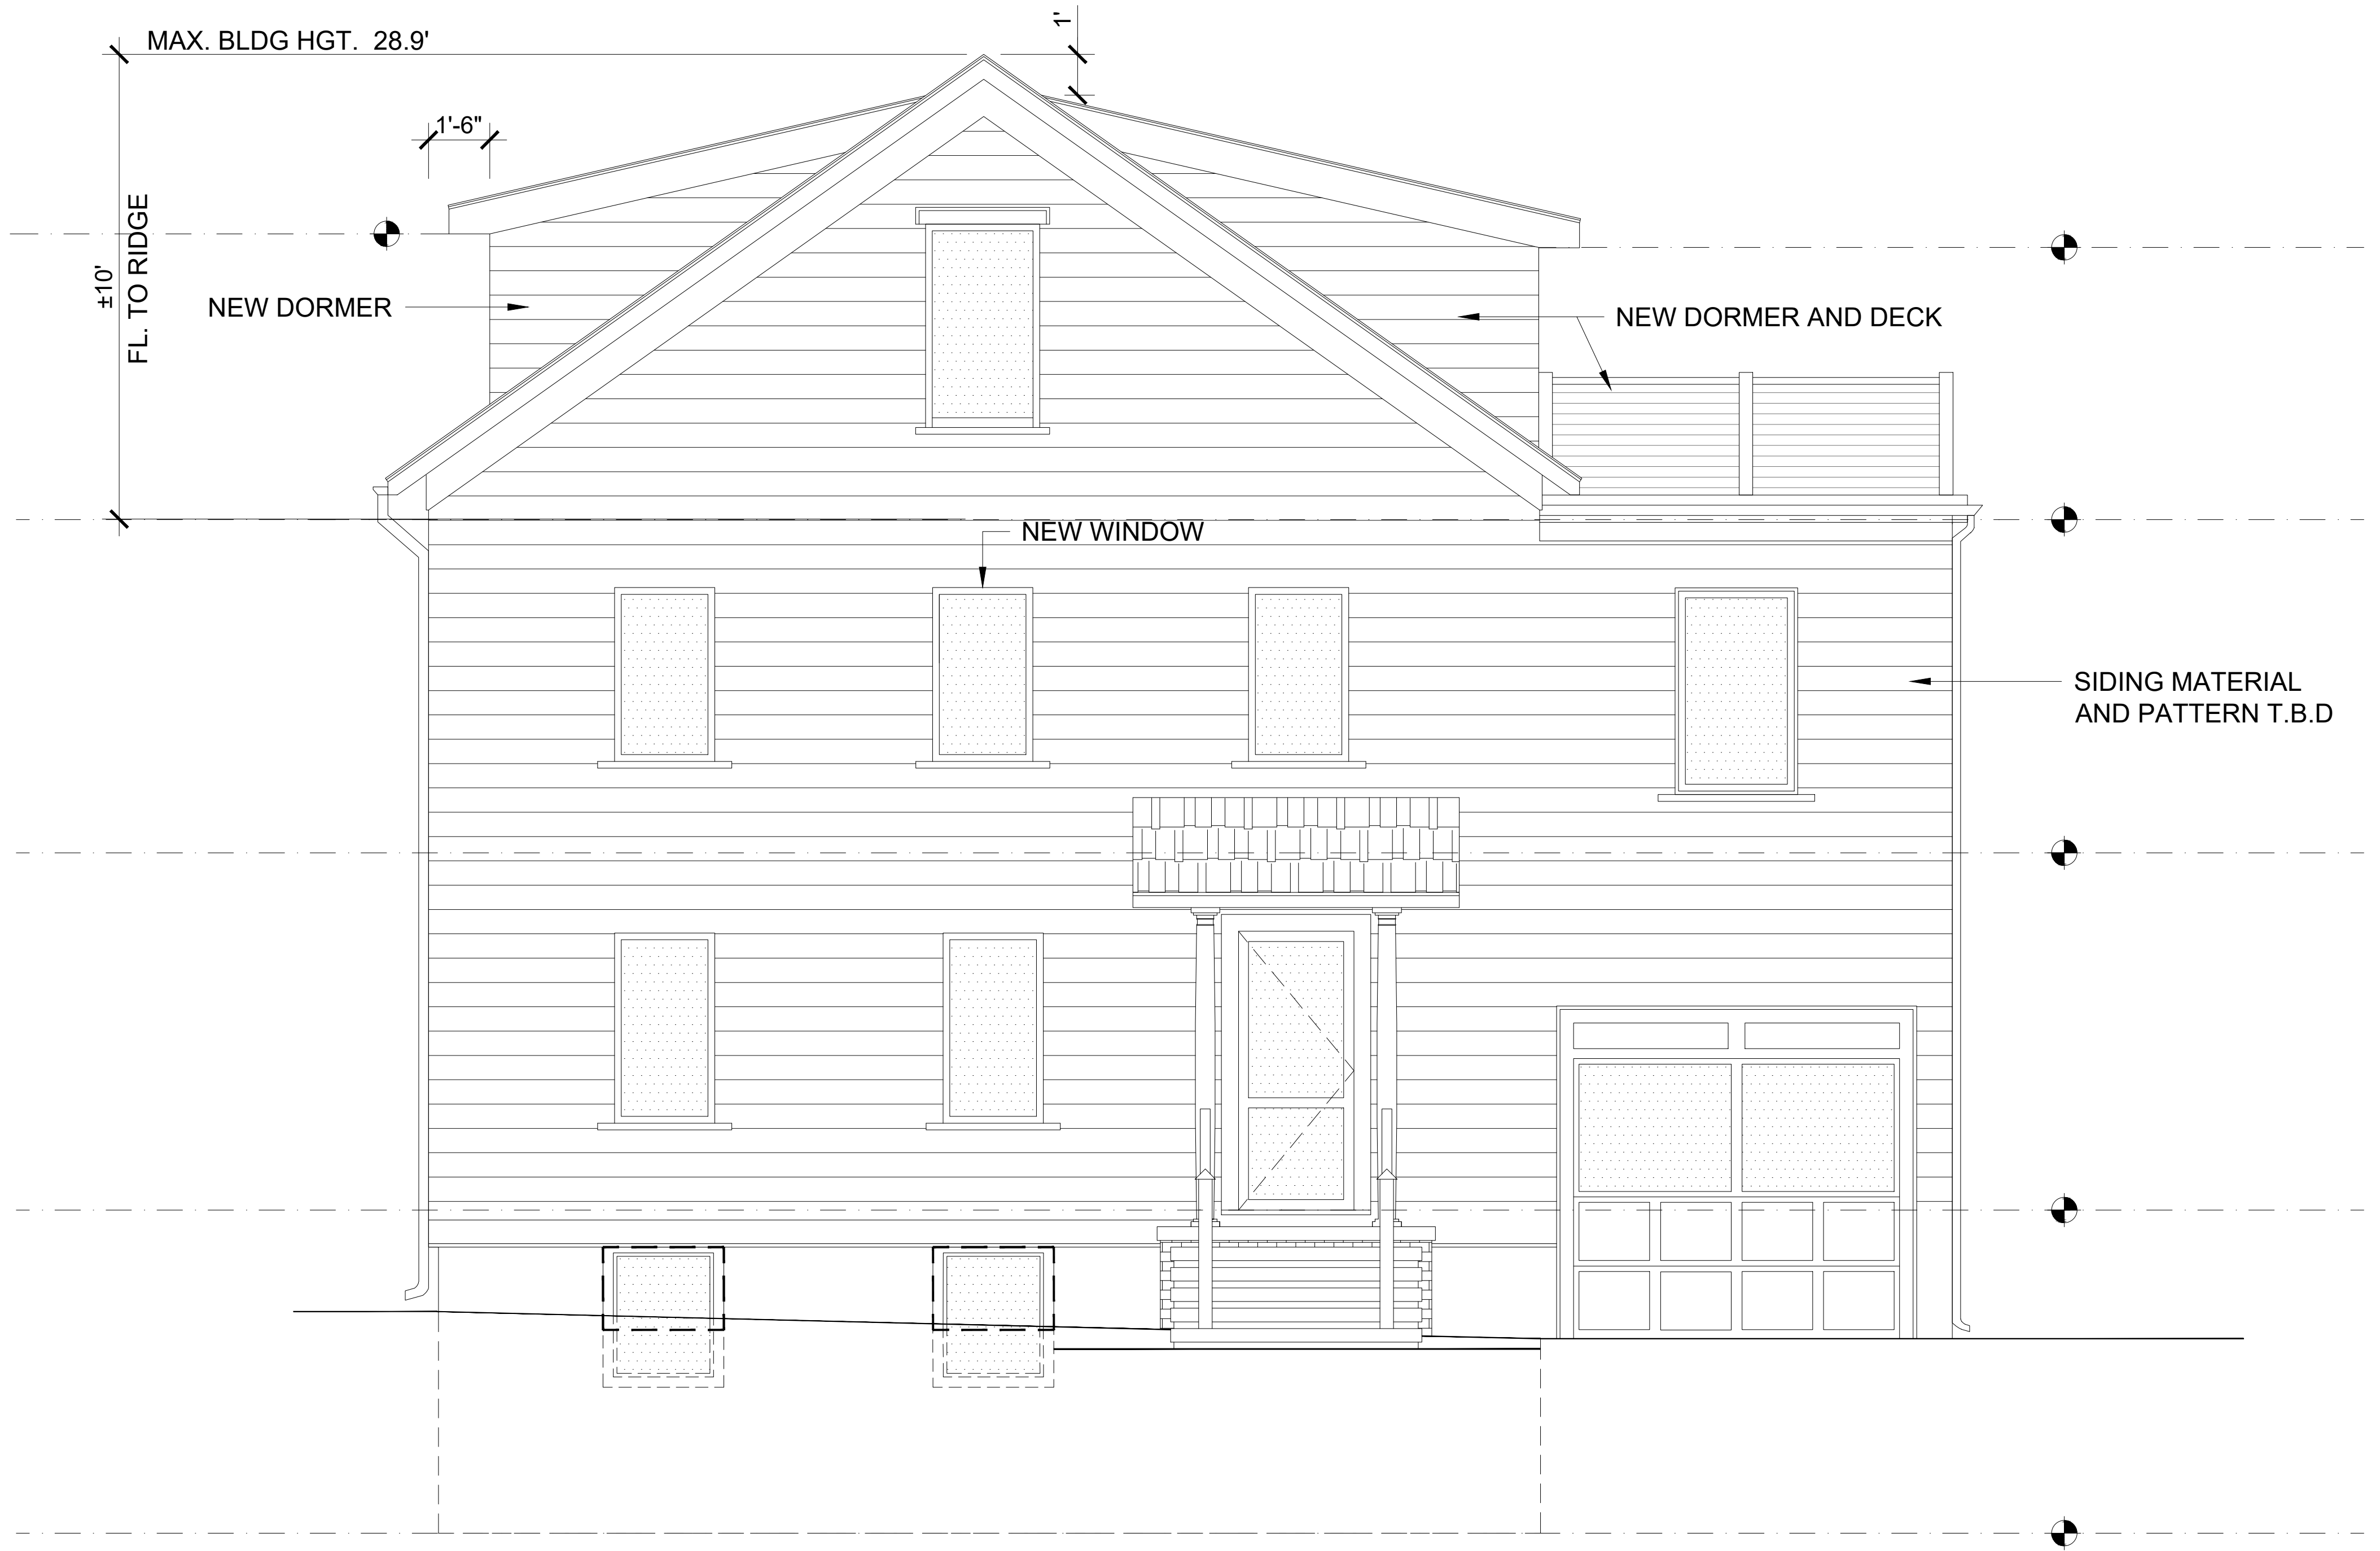 MAX. BLDG HGT. 28.9'
1'
1'-6"
±10'
FL. TO RIDGE
NEW DORMER
NEW DORMER AND DECK
NEW WINDOW
SIDING MATERIAL
AND PATTERN T.B.D